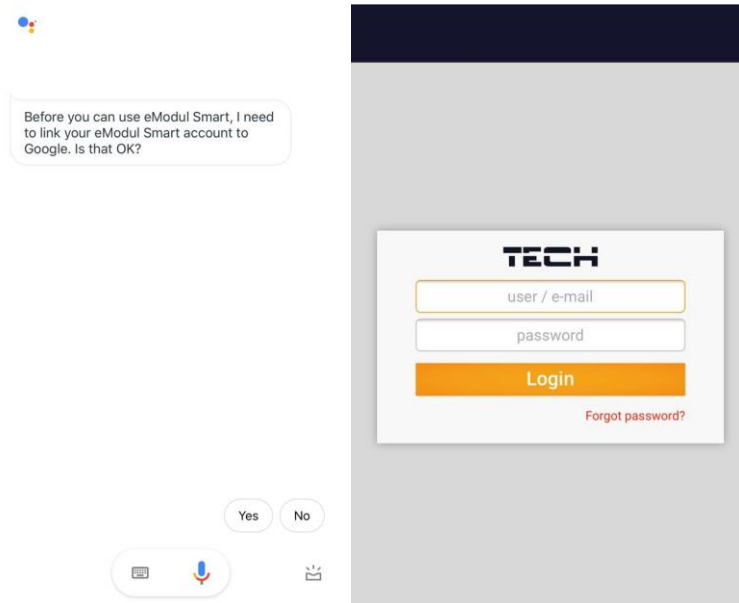 Before you can use eModul Smart, I need
to link your eModul Smart account to
Google. Is that OK?
Yes
No
TECH
user / e-mail
password
Login
Forgot password?